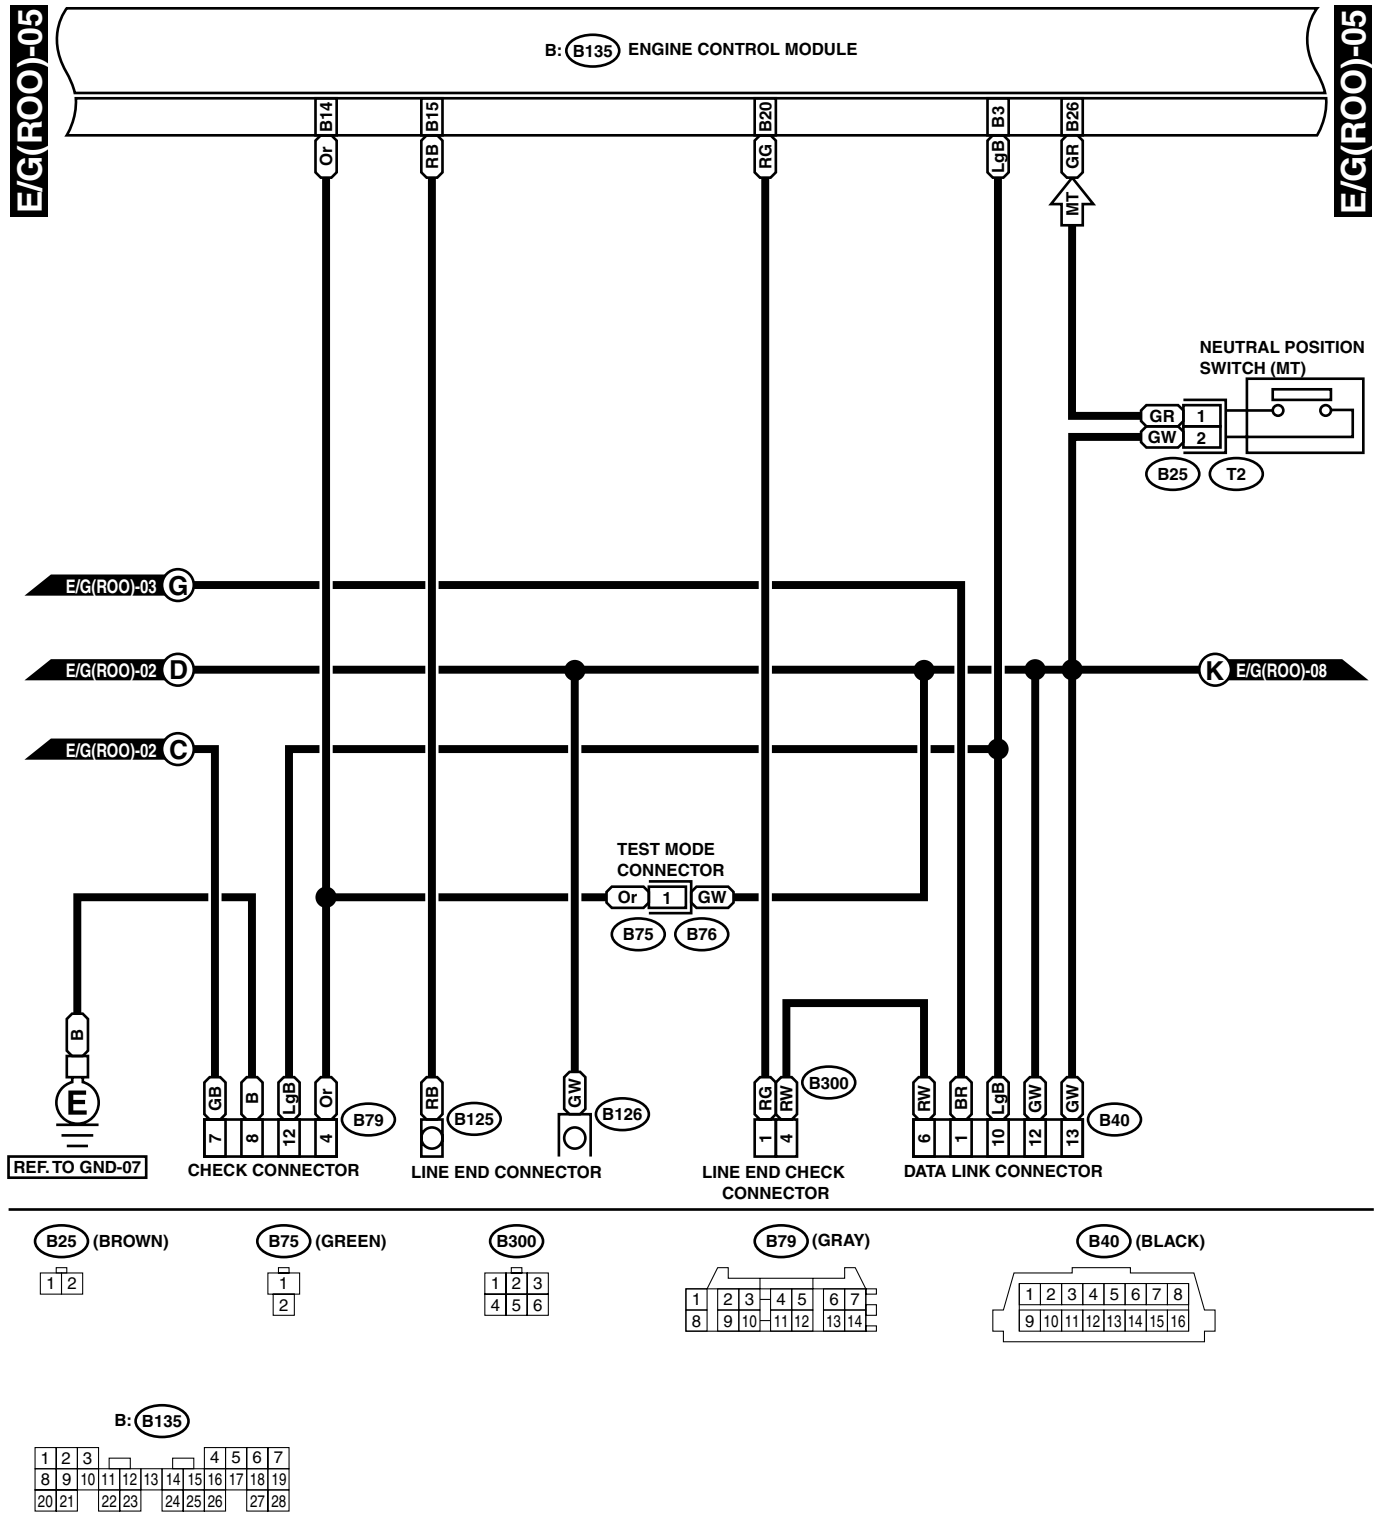 E/G(ROO)-05
E/G(ROO)-05
B: B135 ENGINE CONTROL MODULE
B14 B15 B20 B3 B26
Or RB RG LgB GR
MT
NEUTRAL POSITION
SWITCH (MT)
GR 1
GW 2
B25 T2
E/G(ROO)-03 G
E/G(ROO)-02 D
K E/G(ROO)-08
E/G(ROO)-02 C
TEST MODE
CONNECTOR
Or 1 GW
B75 B76
B
E
REF. TO GND-07
GB B LgB Or
7 8 12 4
B79
CHECK CONNECTOR
RB
B125
GW
B126
LINE END CONNECTOR
RG RW
1 4
B300
LINE END CHECK
CONNECTOR
RW BR LgB GW GW
6 1 10 12 13
B40
DATA LINK CONNECTOR
B25 (BROWN)
1 2
B75 (GREEN)
1
2
B300
1 2 3
4 5 6
B79 (GRAY)
1 2 3 4 5 6 7
8 9 10 11 12 13 14
B40 (BLACK)
1 2 3 4 5 6 7 8
9 10 11 12 13 14 15 16
B: B135
1 2 3 4 5 6 7
8 9 10 11 12 13 14 15 16 17 18 19
20 21 22 23 24 25 26 27 28